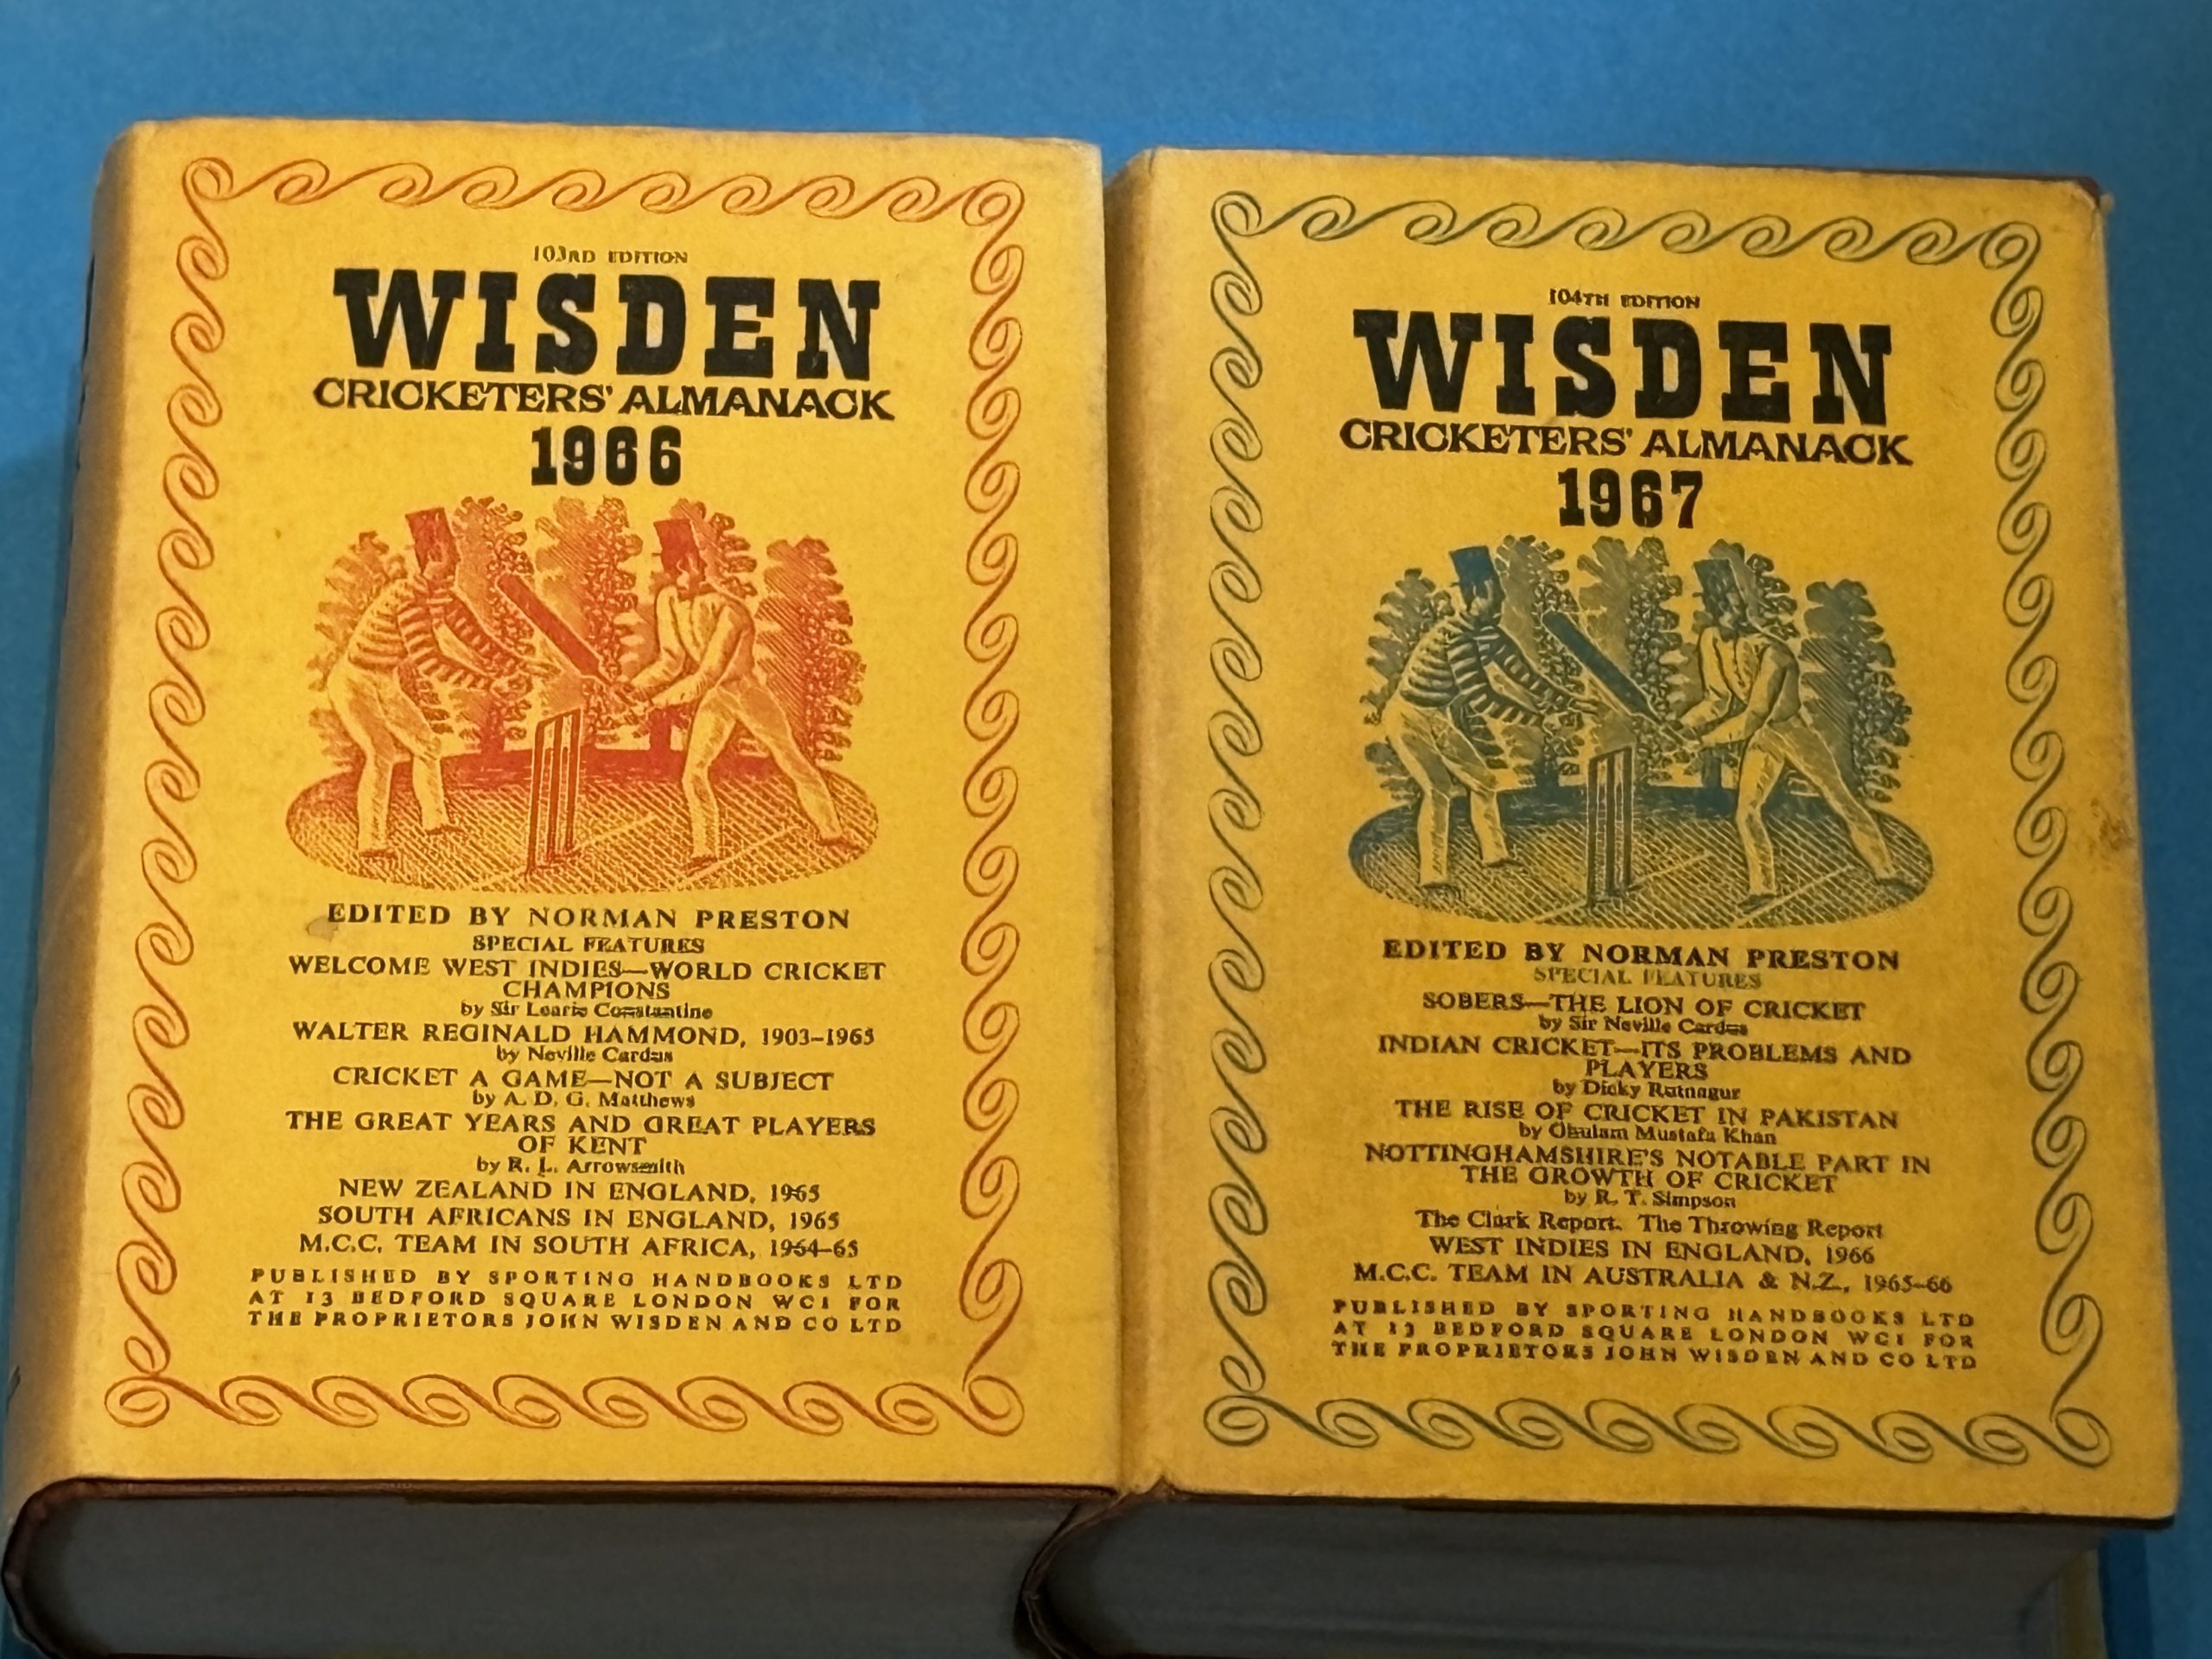 103RD EDITION
WISDEN
CRICKETERS' ALMANACK
1966
EDITED BY NORMAN PRESTON
SPECIAL FEATURES
WELCOME WEST INDIES—WORLD CRICKET
CHAMPIONS
by Sir Learie Constantine
WALTER REGINALD HAMMOND, 1903–1965
by Neville Cardus
CRICKET A GAME—NOT A SUBJECT
by A. D. G. Matthews
THE GREAT YEARS AND GREAT PLAYERS
OF KENT
by R. L. Arrowsmith
NEW ZEALAND IN ENGLAND, 1965
SOUTH AFRICANS IN ENGLAND, 1965
M.C.C. TEAM IN SOUTH AFRICA, 1964–65
PUBLISHED BY SPORTING HANDBOOKS LTD
AT 13 BEDFORD SQUARE LONDON WC1 FOR
THE PROPRIETORS JOHN WISDEN AND CO LTD
104TH EDITION
WISDEN
CRICKETERS' ALMANACK
1967
EDITED BY NORMAN PRESTON
SPECIAL FEATURES
SOBERS—THE LION OF CRICKET
by Sir Neville Cardus
INDIAN CRICKET—ITS PROBLEMS AND
PLAYERS
by Dicky Rutnagur
THE RISE OF CRICKET IN PAKISTAN
by Ghulam Mustafa Khan
NOTTINGHAMSHIRE'S NOTABLE PART IN
THE GROWTH OF CRICKET
by R. T. Simpson
The Clark Report. The Throwing Report
WEST INDIES IN ENGLAND, 1966
M.C.C. TEAM IN AUSTRALIA & N.Z., 1965–66
PUBLISHED BY SPORTING HANDBOOKS LTD
AT 13 BEDFORD SQUARE LONDON WC1 FOR
THE PROPRIETORS JOHN WISDEN AND CO LTD